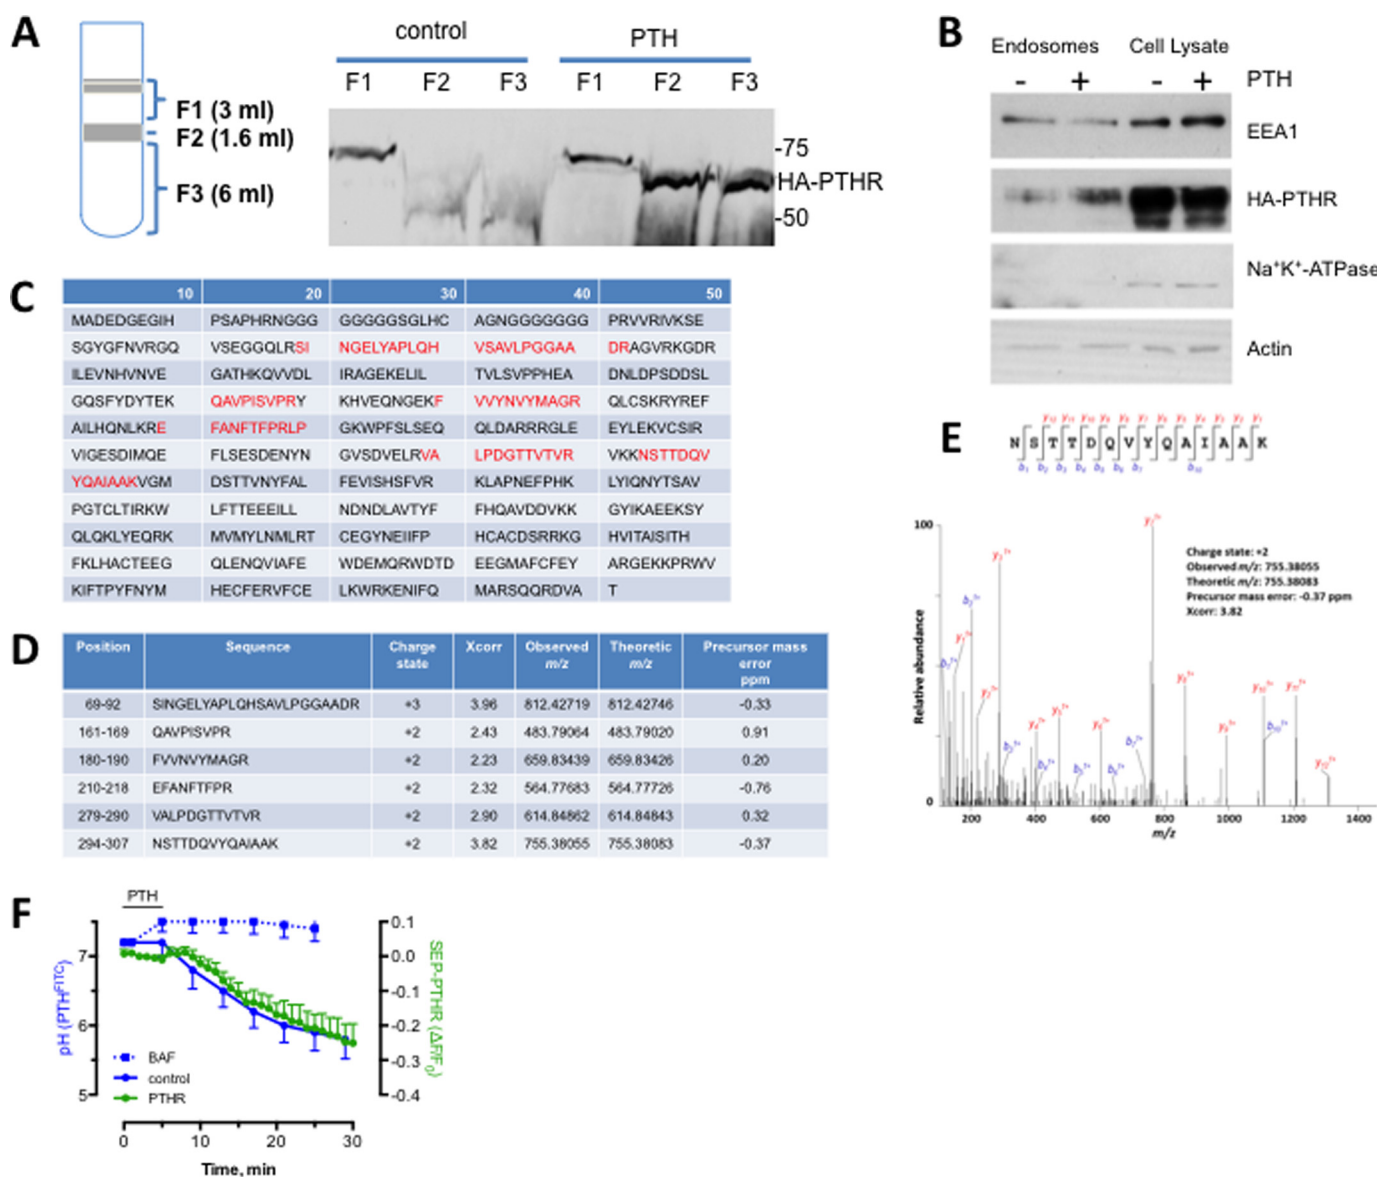 A
control
PTH
F1 F2 F3 F1 F2 F3
F1 (3 ml)
F2 (1.6 ml)
F3 (6 ml)
-75
HA-PTHR
-50
B
Endosomes Cell Lysate
- + - + PTH
EEA1
HA-PTHR
Na⁺K⁺-ATPase
Actin
C
10 20 30 40 50
MADEDGEGIH PSAPHRNGGG GGGGGSGLHC AGNGGGGGGG PRVVRIVKSE
SGYGFNVRGQ VSEGGQLRSI NGELYAPLQH VSAVLPGGAA DRAGVRKGDR
ILEVNHVNVE GATHKQVVDL IRAGEKELIL TVLSVPPHEA DNLDPSDDSL
GQSFYDYTEK QAVPISVPRY KHVEQNGEKF VVYNVYMAGR QLCSKRYREF
AILHQNLKRE FANFTFPRLP GKWPFSLSEQ QLDARRRGLE EYLEKVCSIR
VIGESDIMQE FLSESDENYN GVSDVELRVA LPDGTTVTVR VKKNSTTDQV
YQAIAAKVGM DSTTVNYFAL FEVISHSFVR KLAPNEFPHK LYIQNYTSAV
PGTCLTIRKW LFTTEEEILL NDNDLAVTYF FHQAVDDVKK GYIKAEEKSY
QLQKLYEQRK MVMYLNMLRT CEGYNEIIFP HCACDSRRKG HVITAISITH
FKLHACTEEG QLENQVIAFE WDEMQRWDTD EEGMAFCFEY ARGEKKPRWV
KIFTPYFNYM HECFERVFCE LKWRKENIFQ MARSQQRDVA T
D
Position Sequence Charge state Xcorr Observed m/z Theoretic m/z Precursor mass error ppm
69-92 SINGELYAPLQHSAVLPGGAADR +3 3.96 812.42719 812.42746 -0.33
161-169 QAVPISVPR +2 2.43 483.79064 483.79020 0.91
180-190 FVVNVYMAGR +2 2.23 659.83439 659.83426 0.20
210-218 EFANFTFPR +2 2.32 564.77683 564.77726 -0.76
279-290 VALPDGTTVTVR +2 2.90 614.84862 614.84843 0.32
294-307 NSTTDQVYQAIAAK +2 3.82 755.38055 755.38083 -0.37
E
N S T T D Q V Y Q A I A A K
100
Relative abundance
0
Charge state: +2
Observed m/z: 755.38055
Theoretic m/z: 755.38083
Precursor mass error: -0.37 ppm
Xcorr: 3.82
200 400 600 800 1000 1200 1400
m/z
F
PTH
pH (PTHFITC)
7
6
5
BAF
control
PTHR
0.1
0.0
-0.1
-0.2
-0.3
-0.4
SEP-PTHR (ΔF/F₀)
0 10 20 30
Time, min